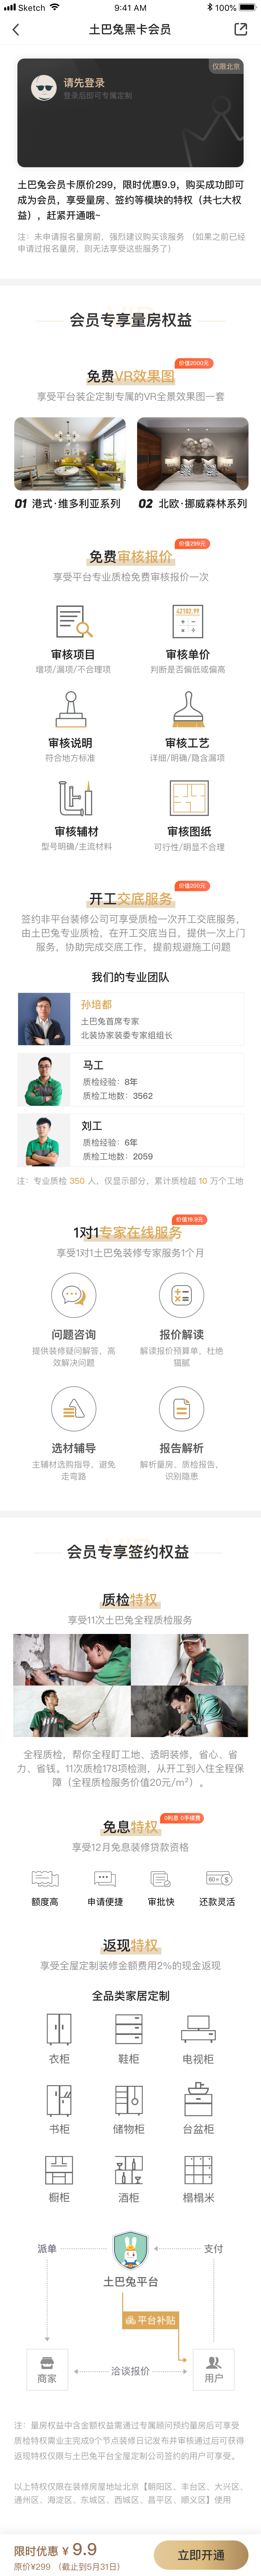 Sketch 9:41 AM 100%
土巴兔黑卡会员
仅限北京
请先登录
登录后即可专属定制
土巴兔会员卡原价299，限时优惠9.9，购买成功即可
成为会员，享受量房、签约等模块的特权（共七大权
益），赶紧开通哦~
注：未申请报名量房前，强烈建议购买该服务 （如果之前已经
申请过报名量房，则无法享受这些服务了）
会员专享量房权益
价值2000元
免费VR效果图
享受平台装企定制专属的VR全景效果图一套
01 港式·维多利亚系列
02 北欧·挪威森林系列
价值299元
免费审核报价
享受平台专业质检免费审核报价一次
42102.99
审核项目
增项/漏项/不合理项
审核单价
判断是否偏低或偏高
审核说明
符合地方标准
审核工艺
详细/明确/隐含漏项
审核辅材
型号明确/主流材料
审核图纸
可行性/明显不合理
价值200元
开工交底服务
签约非平台装修公司可享受质检一次开工交底服务，
由土巴兔专业质检，在开工交底当日，提供一次上门
服务，协助完成交底工作，提前规避施工问题
我们的专业团队
孙培都
土巴兔首席专家
北装协家装委专家组组长
马工
质检经验：8年
质检工地数：3562
刘工
质检经验：6年
质检工地数：2059
注：专业质检 350 人，仅显示部分，累计质检超 10 万个工地
价值19.9元
1对1专家在线服务
享受1对1土巴兔装修专家服务1个月
问题咨询
提供装修疑问解答，高
效解决问题
报价解读
解读报价预算单，杜绝
猫腻
选材辅导
主辅材选购指导，避免
走弯路
报告解析
解析量房、质检报告，
识别隐患
会员专享签约权益
质检特权
享受11次土巴兔全程质检服务
全程质检，帮你全程盯工地、透明装修，省心、省
力、省钱。11次质检178项检测，从开工到入住全程保
障（全程质检服务价值20元/m²）。
0利息 0手续费
免息特权
享受12月免息装修贷款资格
额度高
申请便捷
审批快
还款灵活
返现特权
享受全屋定制装修金额费用2%的现金返现
全品类家居定制
衣柜
鞋柜
电视柜
书柜
储物柜
台盆柜
橱柜
酒柜
榻榻米
派单
支付
土巴兔平台
平台补贴
商家
洽谈报价
用户
注：量房权益中含金额权益需通过专属顾问预约量房后可享受
质检特权需业主完成9个节点装修日记发布并审核通过后可获得
返现特权仅限与土巴兔平台全屋定制公司签约的用户可享受。
以上特权仅限在装修房屋地址北京【朝阳区、丰台区、大兴区、
通州区、海淀区、东城区、西城区、昌平区、顺义区】使用
限时优惠 ¥ 9.9
原价¥299 （截止到5月31日）
立即开通